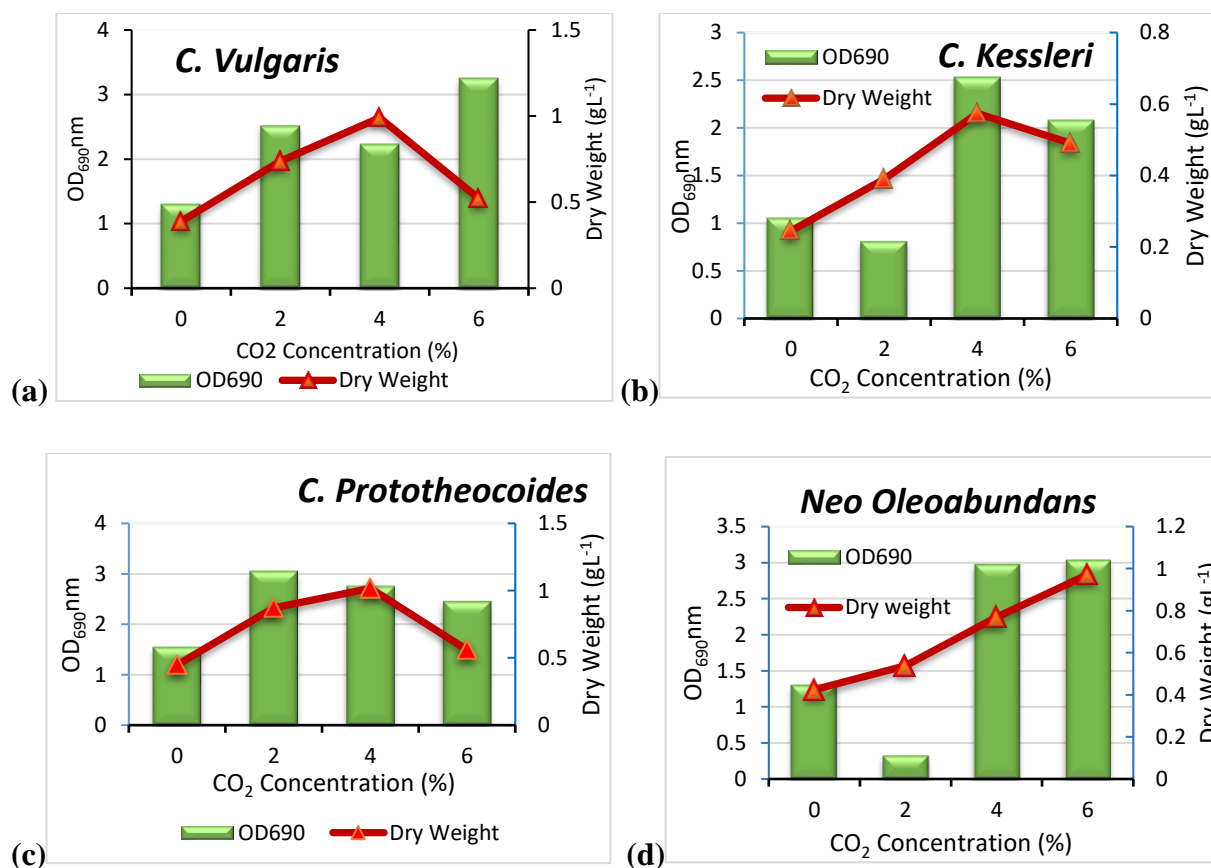 C. Vulgaris
4
3
2
1
0
OD690nm
1.5
1
0.5
0
Dry Weight (gL-1)
0 2 4 6
CO2 Concentration (%)
OD690 Dry Weight
(a)
C. Kessleri
OD690
Dry Weight
3
2.5
2
1.5
1
0.5
0
OD690nm
0.8
0.6
0.4
0.2
0
Dry Weight (gL-1)
0 2 4 6
CO2 Concentration (%)
(b)
C. Prototheocoides
4
3
2
1
0
OD690nm
1.5
1
0.5
0
Dry Weight (gL-1)
0 2 4 6
CO2 Concentration (%)
OD690 Dry Weight
(c)
Neo Oleoabundans
OD690
Dry weight
3.5
3
2.5
2
1.5
1
0.5
0
OD690nm
1.2
1
0.8
0.6
0.4
0.2
0
Dry Weight (gL-1)
0 2 4 6
CO2 Concentration (%)
(d)